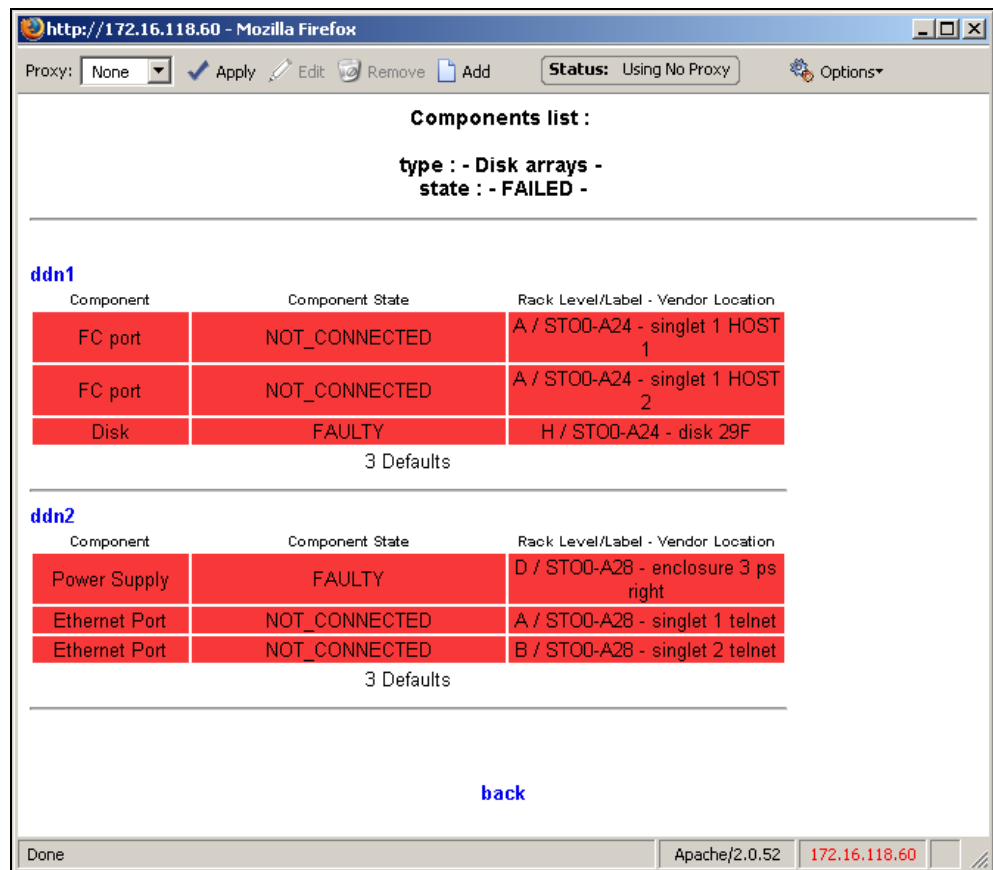 http://172.16.118.60 - Mozilla Firefox
Proxy: None Apply Edit Remove Add Status: Using No Proxy Options
Components list :
type : - Disk arrays -
state : - FAILED -
ddn1
Component Component State Rack Level/Label - Vendor Location
FC port NOT_CONNECTED A / STO0-A24 - singlet 1 HOST
1
FC port NOT_CONNECTED A / STO0-A24 - singlet 1 HOST
2
Disk FAULTY H / STO0-A24 - disk 29F
3 Defaults
ddn2
Component Component State Rack Level/Label - Vendor Location
Power Supply FAULTY D / STO0-A28 - enclosure 3 ps
right
Ethernet Port NOT_CONNECTED A / STO0-A28 - singlet 1 telnet
Ethernet Port NOT_CONNECTED B / STO0-A28 - singlet 2 telnet
3 Defaults
back
Done Apache/2.0.52 172.16.118.60